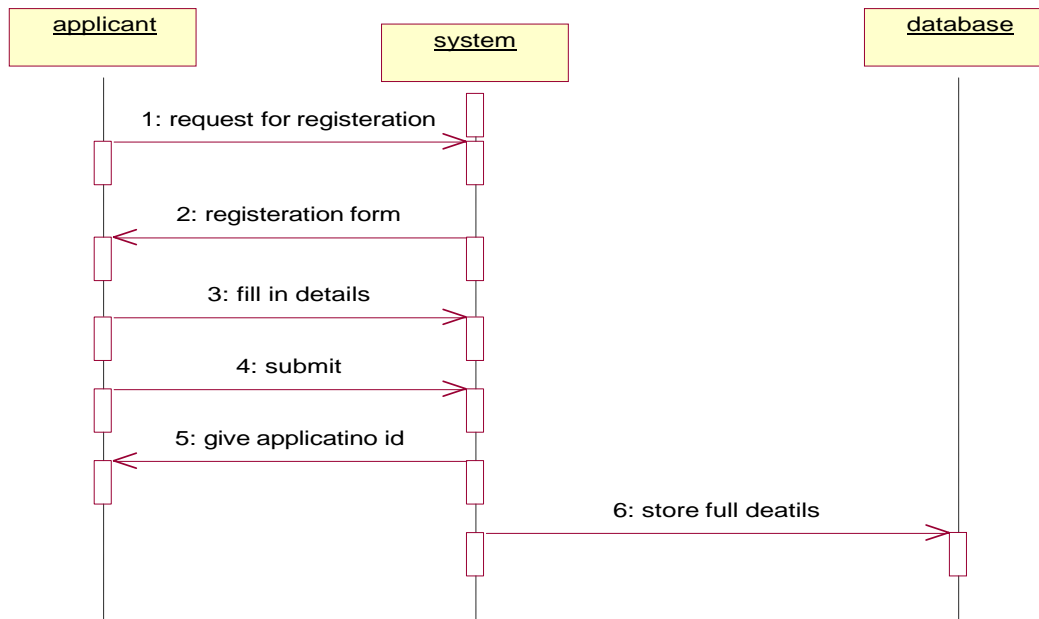 applicant
system
database
1: request for registeration
2: registeration form
3: fill in details
4: submit
5: give applicatino id
6: store full deatils